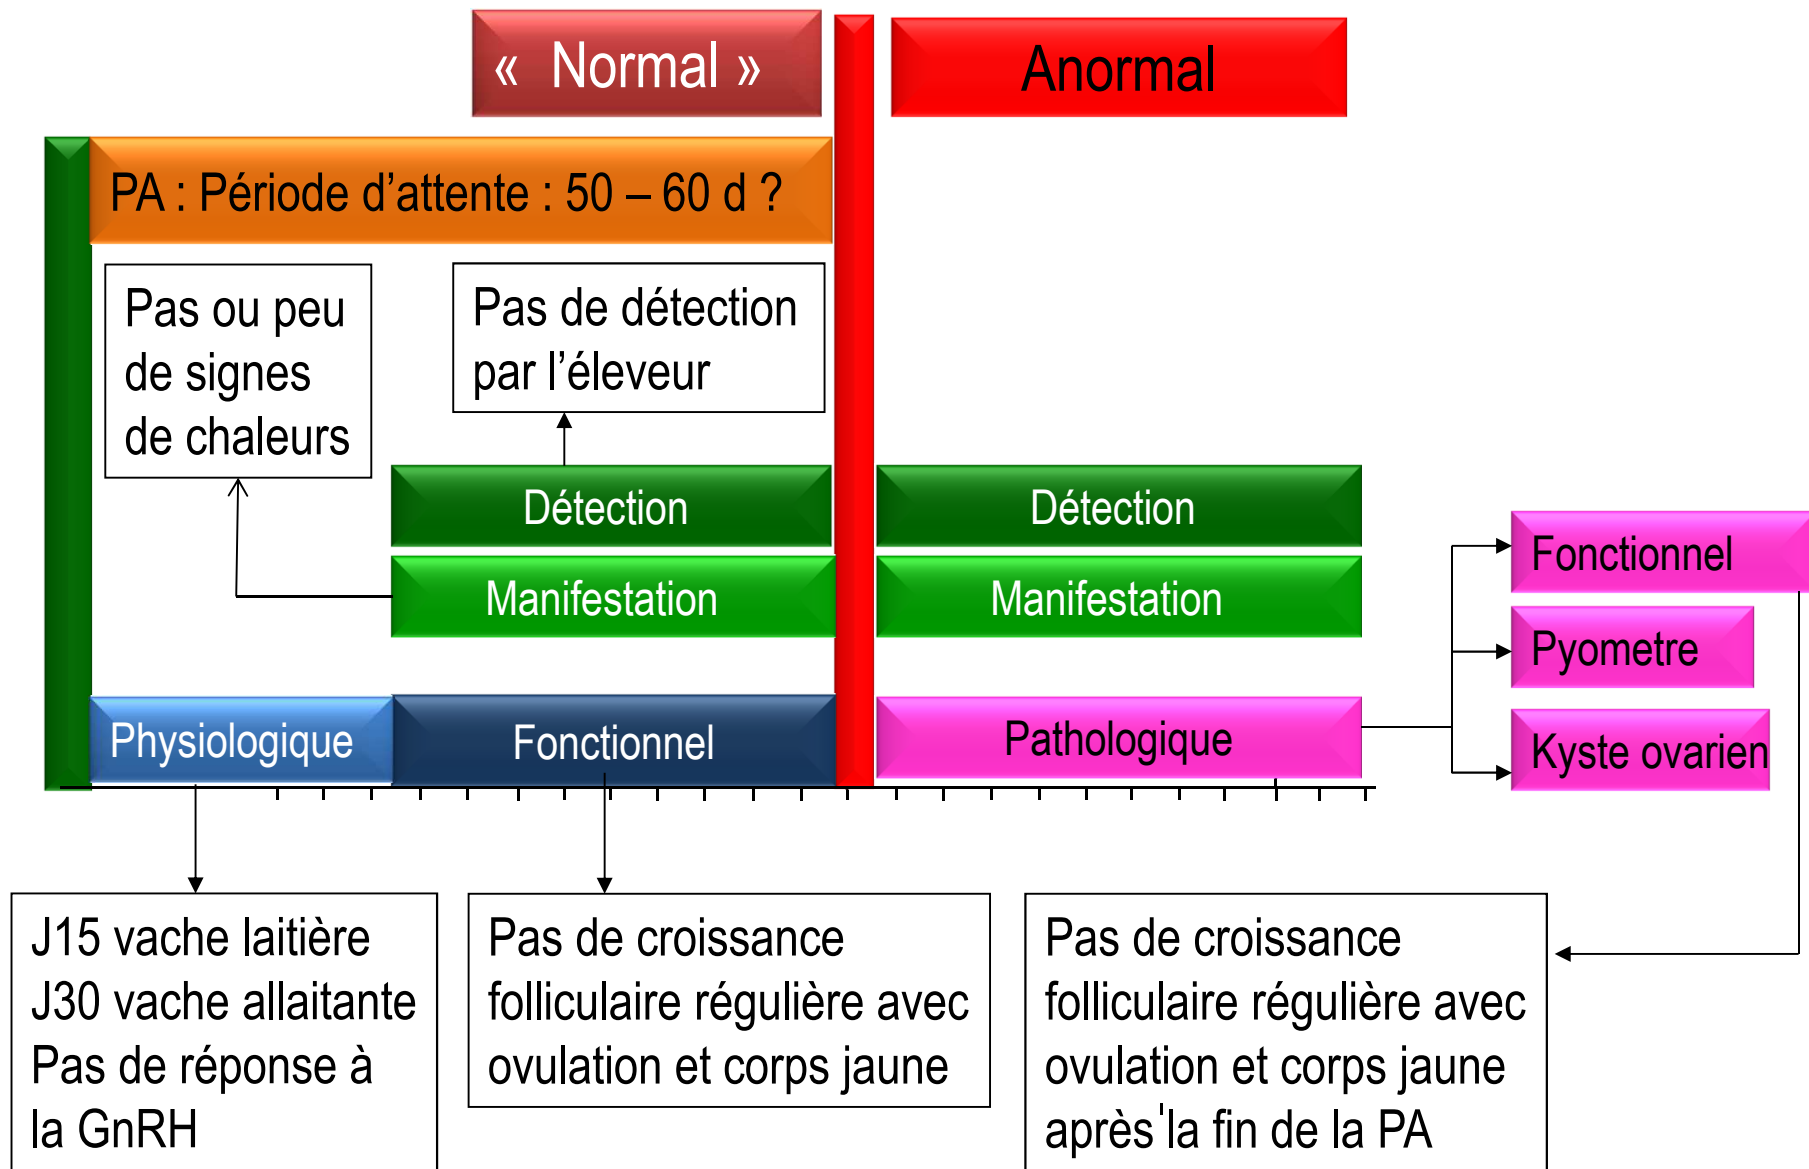 «  Normal »
Anormal
PA : Période d’attente : 50 – 60 d ?
Pas ou peu
de signes
de chaleurs
Pas de détection
par l’éleveur
Détection
Détection
Manifestation
Manifestation
Fonctionnel
Pyometre
Kyste ovarien
Physiologique
Fonctionnel
Pathologique
J15 vache laitière
J30 vache allaitante
Pas de réponse à
la GnRH
Pas de croissance
folliculaire régulière avec
ovulation et corps jaune
Pas de croissance
folliculaire régulière avec
ovulation et corps jaune
après la fin de la PA